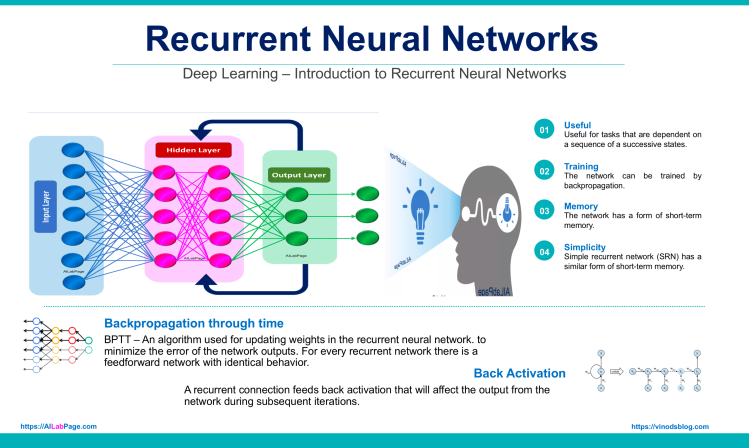 Recurrent Neural Networks
Deep Learning – Introduction to Recurrent Neural Networks
Input Layer
Hidden Layer
Output Layer
AILabPage
AILabPage
AILabPage
AILabPage
AILabPage
AILabPage
01
Useful
Useful for tasks that are dependent on
a sequence of a successive states.
02
Training
The network can be trained by
backpropagation.
03
Memory
The network has a form of short-term
memory.
04
Simplicity
Simple recurrent network (SRN) has a
similar form of short-term memory.
Backpropagation through time
BPTT – An algorithm used for updating weights in the recurrent neural network. to
minimize the error of the network outputs. For every recurrent network there is a
feedforward network with identical behavior.
Back Activation
A recurrent connection feeds back activation that will affect the output from the
network during subsequent iterations.
https://AILabPage.com
https://vinodsblog.com